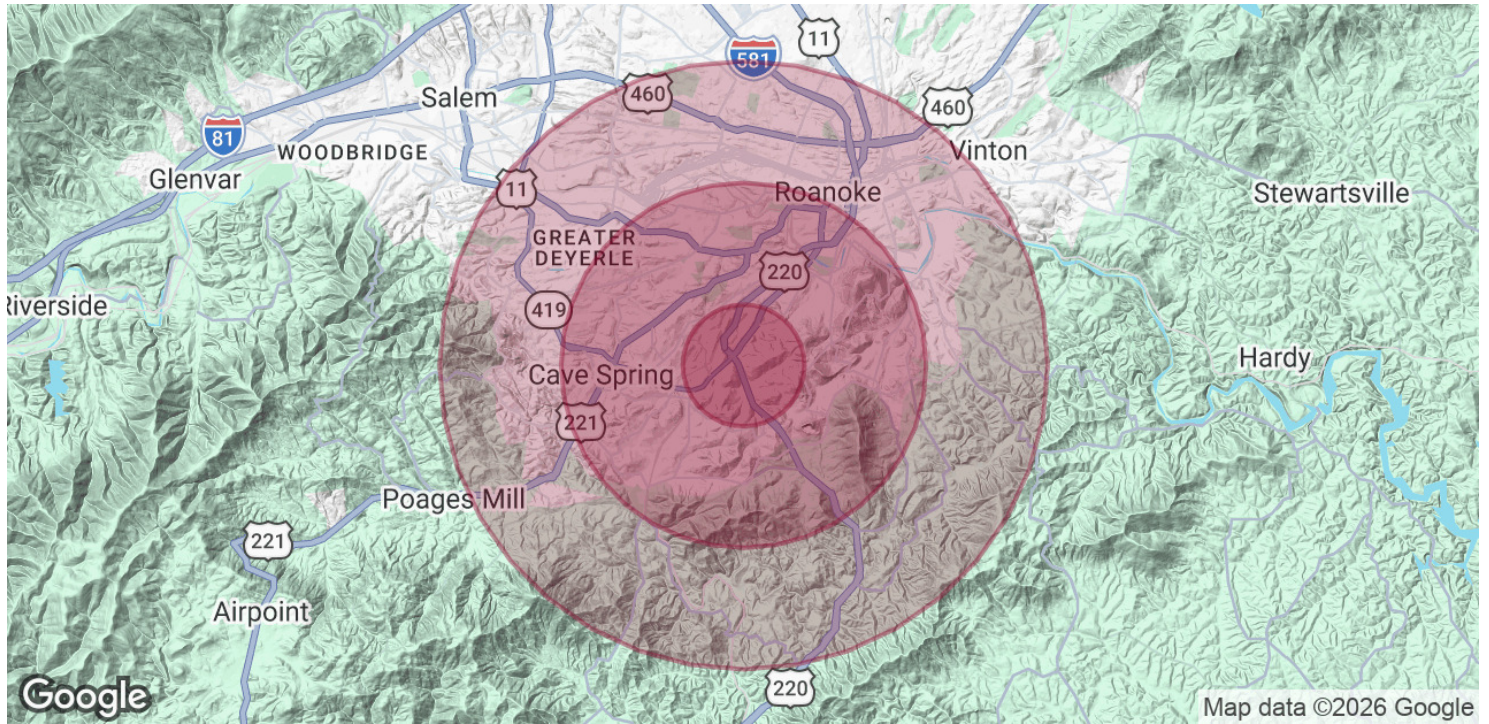 11
581
460
Salem
460
81
WOODBRIDGE
Vinton
Glenvar
11
Roanoke
Stewartsville
GREATER
DEYERLE
220
Riverside
419
Hardy
Cave Spring
221
Poages Mill
221
Airpoint
220
Google
Map data ©2026 Google